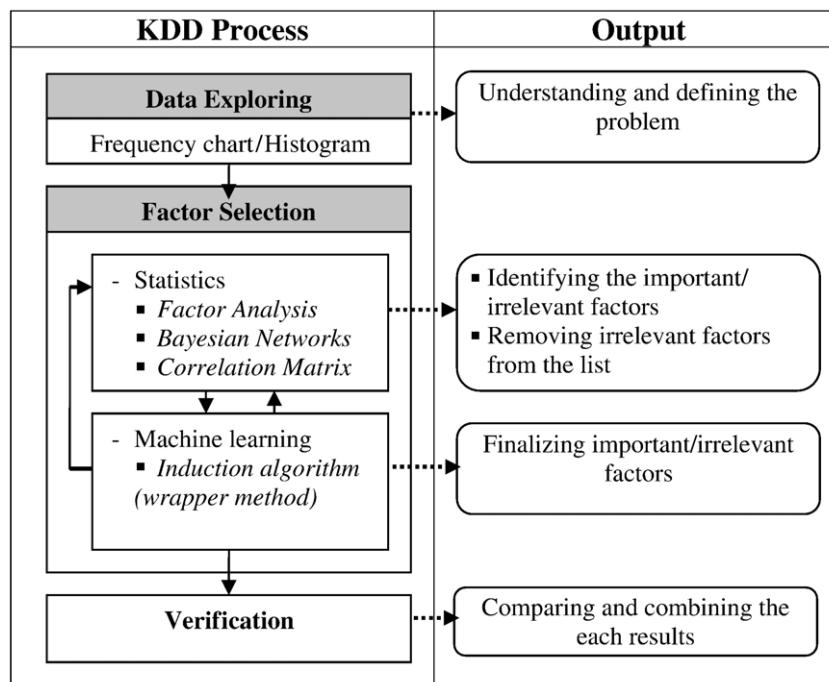 KDD Process
Output
Data Exploring
Frequency chart/Histogram
Understanding and defining the
problem
Factor Selection
- Statistics
▪ Factor Analysis
▪ Bayesian Networks
▪ Correlation Matrix
▪ Identifying the important/
irrelevant factors
▪ Removing irrelevant factors
from the list
- Machine learning
▪ Induction algorithm
(wrapper method)
Finalizing important/irrelevant
factors
Verification
Comparing and combining the
each results